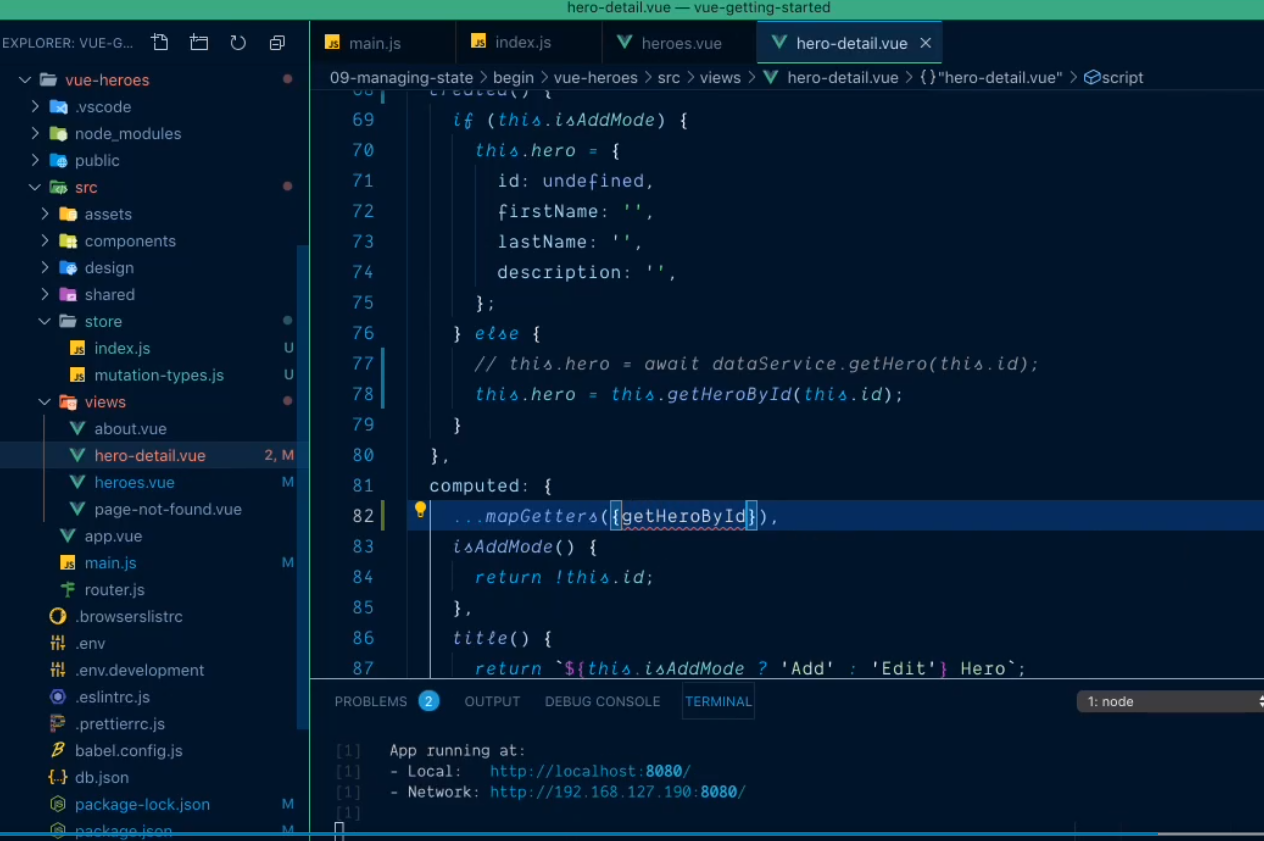 hero-detail.vue — vue-getting-started
EXPLORER: VUE-G...
main.js
index.js
heroes.vue
hero-detail.vue
09-managing-state > begin > vue-heroes > src > views > hero-detail.vue > {} "hero-detail.vue" > script
vue-heroes
.vscode
node_modules
public
src
assets
components
design
shared
store
index.js U
mutation-types.js U
views
about.vue
hero-detail.vue 2, M
heroes.vue M
page-not-found.vue
app.vue
main.js M
router.js
.browserslistrc
.env
.env.development
.eslintrc.js
.prettierrc.js
babel.config.js
db.json
package-lock.json M
package.json M
68 created() {
69 if (this.isAddMode) {
70 this.hero = {
71 id: undefined,
72 firstName: '',
73 lastName: '',
74 description: '',
75 };
76 } else {
77 // this.hero = await dataService.getHero(this.id);
78 this.hero = this.getHeroById(this.id);
79 }
80 },
81 computed: {
82 ...mapGetters({getHeroById}),
83 isAddMode() {
84 return !this.id;
85 },
86 title() {
87 return `${this.isAddMode ? 'Add' : 'Edit'} Hero`;
PROBLEMS 2 OUTPUT DEBUG CONSOLE TERMINAL 1: node
[1] App running at:
[1] - Local: http://localhost:8080/
[1] - Network: http://192.168.127.190:8080/
[1]